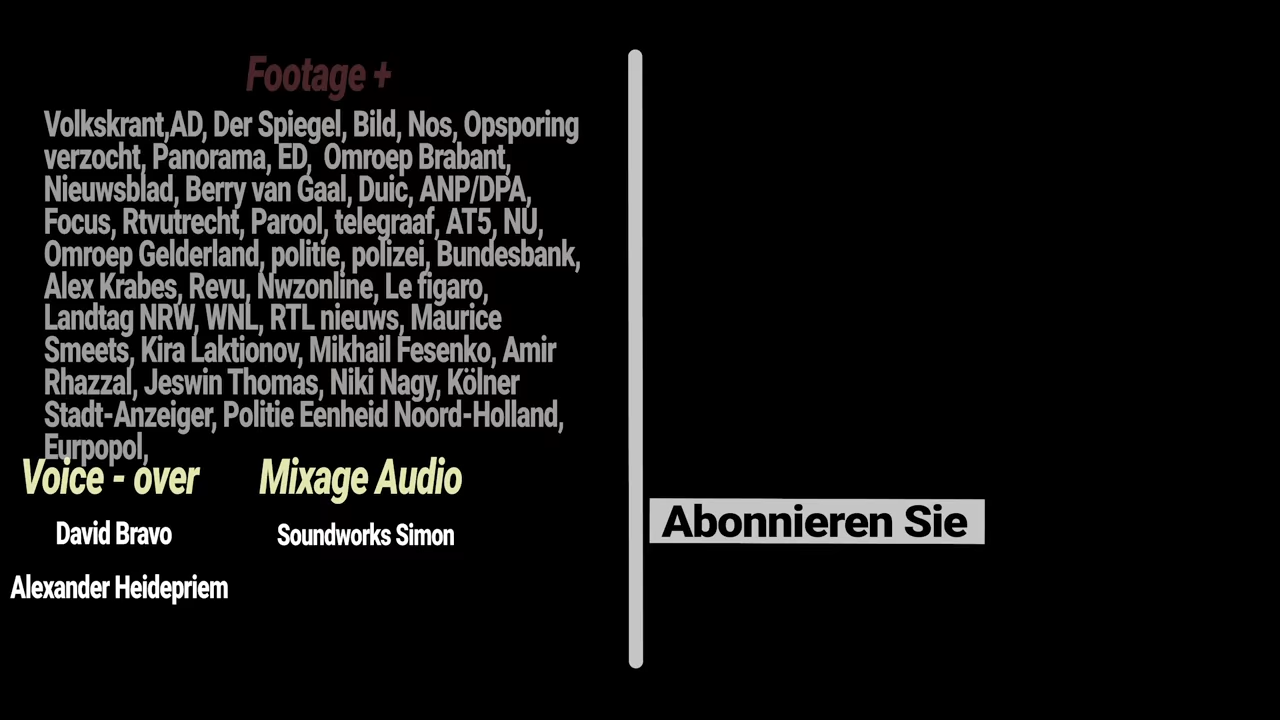 Footage +
Volkskrant,AD, Der Spiegel, Bild, Nos, Opsporing
verzocht, Panorama, ED, Omroep Brabant,
Nieuwsblad, Berry van Gaal, Duic, ANP/DPA,
Focus, Rtvutrecht, Parool, telegraaf, AT5, NU,
Omroep Gelderland, politie, polizei, Bundesbank,
Alex Krabes, Revu, Nwzonline, Le figaro,
Landtag NRW, WNL, RTL nieuws, Maurice
Smeets, Kira Laktionov, Mikhail Fesenko, Amir
Rhazzal, Jeswin Thomas, Niki Nagy, Kölner
Stadt-Anzeiger, Politie Eenheid Noord-Holland,
Eurpopol,
Voice - over
David Bravo
Alexander Heidepriem
Mixage Audio
Soundworks Simon
Abonnieren Sie